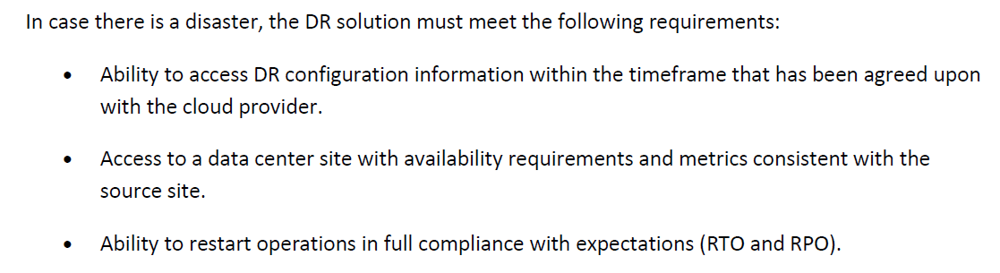 In case there is a disaster, the DR solution must meet the following requirements:
• Ability to access DR configuration information within the timeframe that has been agreed upon
with the cloud provider.
• Access to a data center site with availability requirements and metrics consistent with the
source site.
• Ability to restart operations in full compliance with expectations (RTO and RPO).